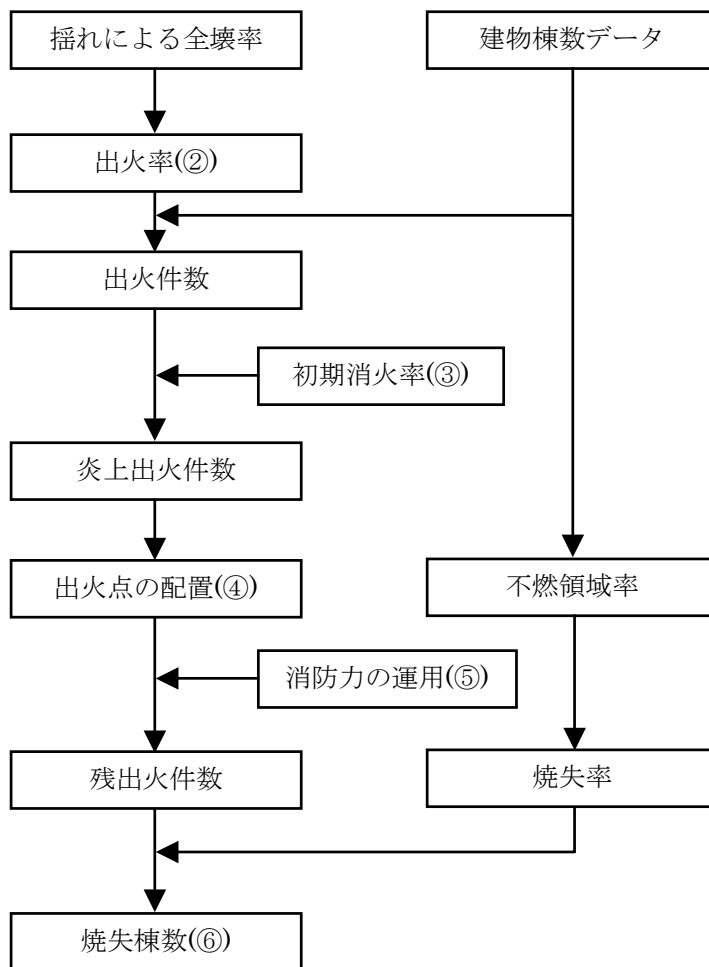 揺れによる全壊率
建物棟数データ
出火率(②)
出火件数
初期消火率(③)
炎上出火件数
出火点の配置(④)
不燃領域率
消防力の運用(⑤)
残出火件数
焼失率
焼失棟数(⑥)